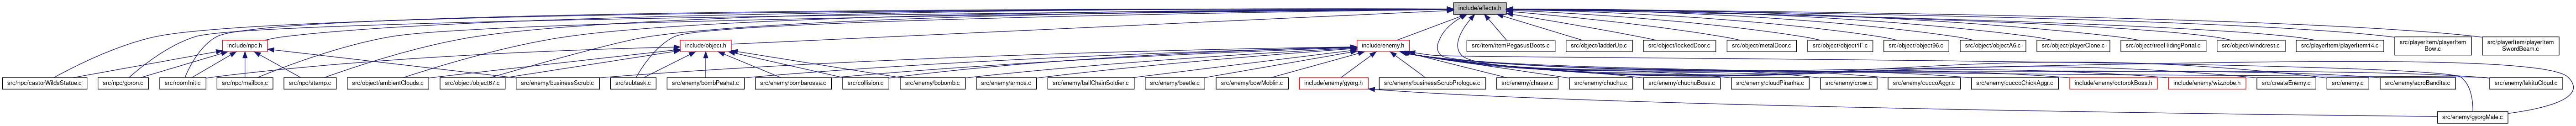 include/effects.h
include/npc.h
include/object.h
include/enemy.h
src/item/itemPegasusBoots.c
src/object/ladderUp.c
src/object/lockedDoor.c
src/object/metalDoor.c
src/object/object1F.c
src/object/object96.c
src/object/objectA6.c
src/object/playerClone.c
src/object/treeHidingPortal.c
src/object/windcrest.c
src/playerItem/playerItem14.c
src/playerItem/playerItem
Bow.c
src/playerItem/playerItem
SwordBeam.c
src/npc/castorWildsStatue.c
src/npc/goron.c
src/roomInit.c
src/npc/mailbox.c
src/npc/stamp.c
src/object/ambientClouds.c
src/object/object67.c
src/enemy/businessScrub.c
src/subtask.c
src/enemy/bombPeahat.c
src/enemy/bombarossa.c
src/collision.c
src/enemy/bobomb.c
src/enemy/armos.c
src/enemy/ballChainSoldier.c
src/enemy/beetle.c
src/enemy/bowMoblin.c
include/enemy/gyorg.h
src/enemy/businessScrubPrologue.c
src/enemy/chaser.c
src/enemy/chuchu.c
src/enemy/chuchuBoss.c
src/enemy/cloudPiranha.c
src/enemy/crow.c
src/enemy/cuccoAggr.c
src/enemy/cuccoChickAggr.c
include/enemy/octorokBoss.h
include/enemy/wizzrobe.h
src/createEnemy.c
src/enemy.c
src/enemy/acroBandits.c
src/enemy/lakituCloud.c
src/enemy/gyorgMale.c